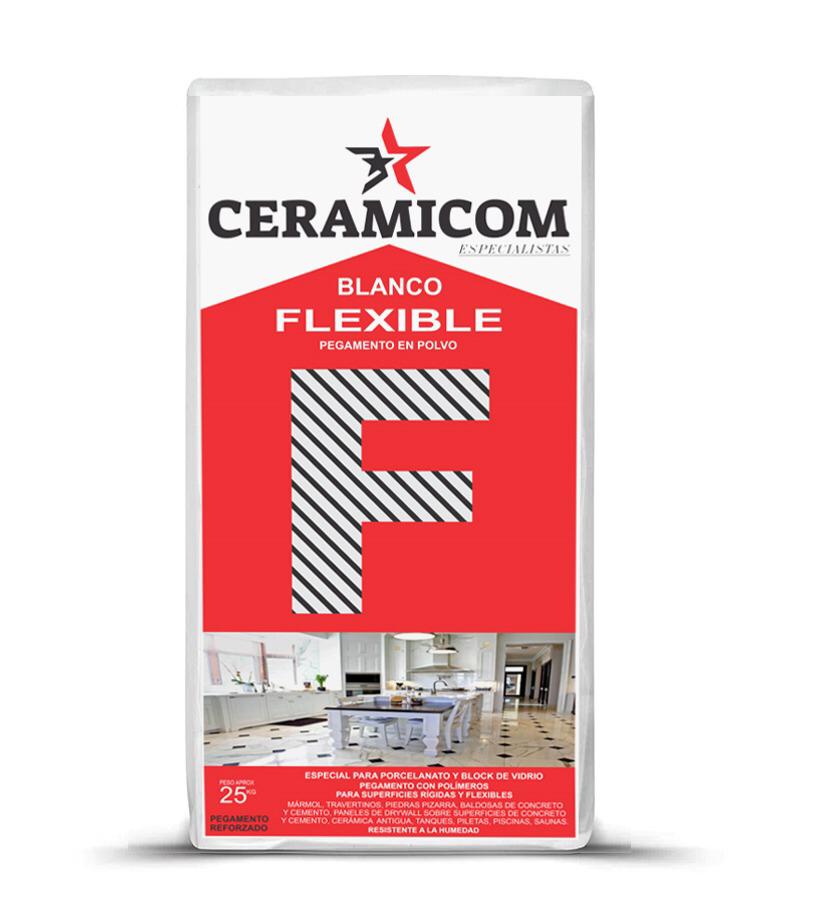 CERAMICOM
ESPECIALISTAS
BLANCO
FLEXIBLE
PEGAMENTO EN POLVO
F
ESPECIAL PARA PORCELANATO Y BLOCK DE VIDRIO
PEGAMENTO CON POLÍMEROS
PARA SUPERFICIES RÍGIDAS Y FLEXIBLES
MÁRMOL, TRAVERTINOS, PIEDRAS PIZARRA, BALDOSAS DE CONCRETO
Y CEMENTO, PANELES DE DRYWALL SOBRE SUPERFICIES DE CONCRETO
Y CEMENTO, CERÁMICA ANTIGUA, TANQUES, PILETAS, PISCINAS, SAUNAS.
RESISTENTE A LA HUMEDAD
PESO APROX
25KG
PEGAMENTO
REFORZADO